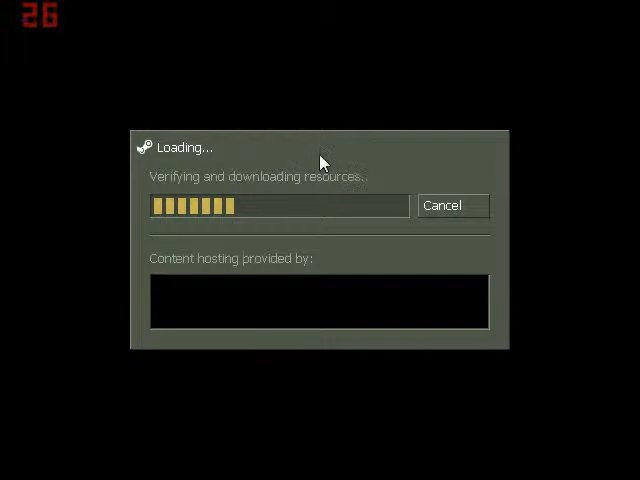 26
Loading...
Verifying and downloading resources..
Cancel
Content hosting provided by: